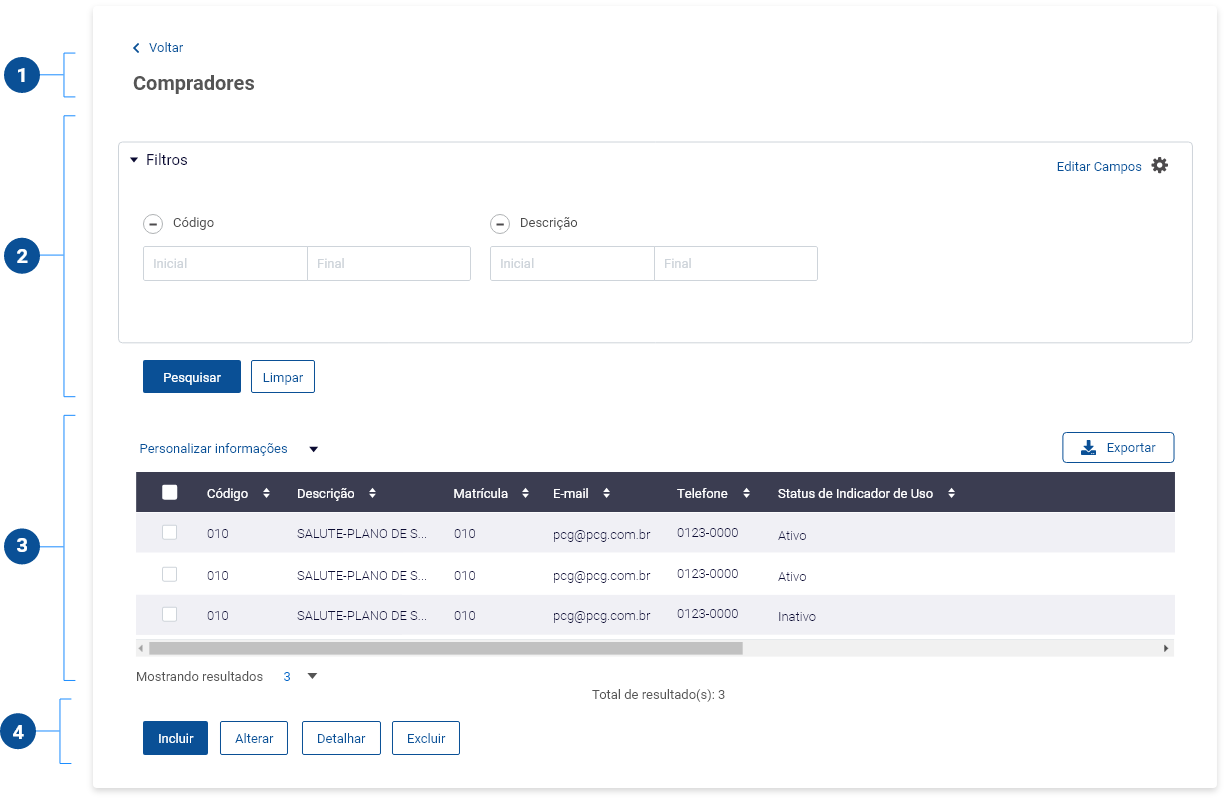 Voltar
1
Compradores
Filtros
Editar Campos
Código Descrição
2
Inicial Final Inicial Final
Pesquisar Limpar
Personalizar informações Exportar
Código Descrição Matrícula E-mail Telefone Status de Indicador de Uso
010 SALUTE-PLANO DE S... 010 pcg@pcg.com.br 0123-0000 Ativo
3
010 SALUTE-PLANO DE S... 010 pcg@pcg.com.br 0123-0000 Ativo
010 SALUTE-PLANO DE S... 010 pcg@pcg.com.br 0123-0000 Inativo
Mostrando resultados 3
Total de resultado(s): 3
4
Incluir Alterar Detalhar Excluir